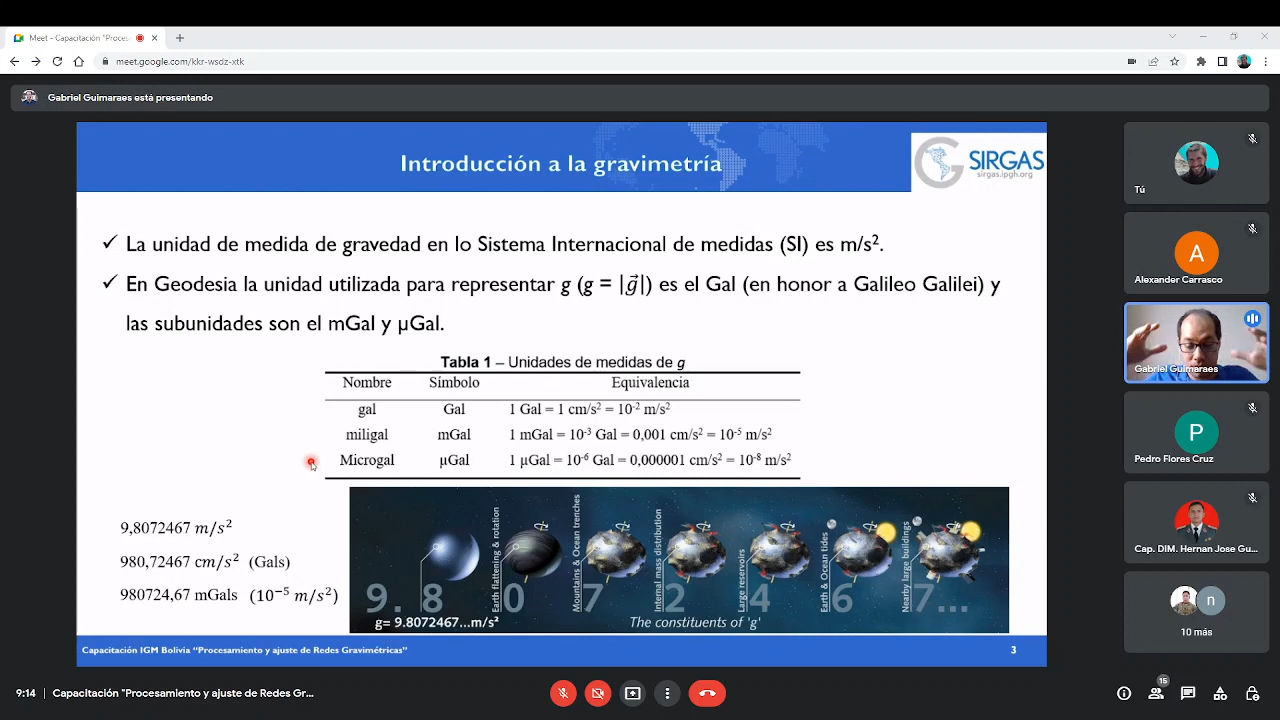 Meet - Capacitación "Proces
meet.google.com/kkr-wsdz-xtk
Gabriel Guimaraes está presentando
Introducción a la gravimetría
SIRGAS
sirgas.ipgh.org
✓ La unidad de medida de gravedad en lo Sistema Internacional de medidas (SI) es m/s².
✓ En Geodesia la unidad utilizada para representar g (g = |g⃗|) es el Gal (en honor a Galileo Galilei) y
las subunidades son el mGal y µGal.
Tabla 1 – Unidades de medidas de g
Nombre Símbolo Equivalencia
gal Gal 1 Gal = 1 cm/s² = 10⁻² m/s²
miligal mGal 1 mGal = 10⁻³ Gal = 0,001 cm/s² = 10⁻⁵ m/s²
Microgal µGal 1 µGal = 10⁻⁶ Gal = 0,000001 cm/s² = 10⁻⁸ m/s²
9,8072467 m/s²
980,72467 cm/s² (Gals)
980724,67 mGals (10⁻⁵ m/s²)
Earth flattening & rotation
Mountains & Ocean trenches
Internal mass distribution
Large reservoirs
Earth & Ocean tides
Nearby large buildings
9. 8 0 7 2 4 6 7...
g= 9.8072467...m/s²
The constituents of 'g'
Capacitación IGM Bolivia "Procesamiento y ajuste de Redes Gravimétricas"
3
Tú
A
Alexander Carrasco
Gabriel Guimaraes
P
Pedro Flores Cruz
Cap. DIM. Hernan Jose Gu...
n
10 más
9:14 | Capacitación "Procesamiento y ajuste de Redes Gr...
15